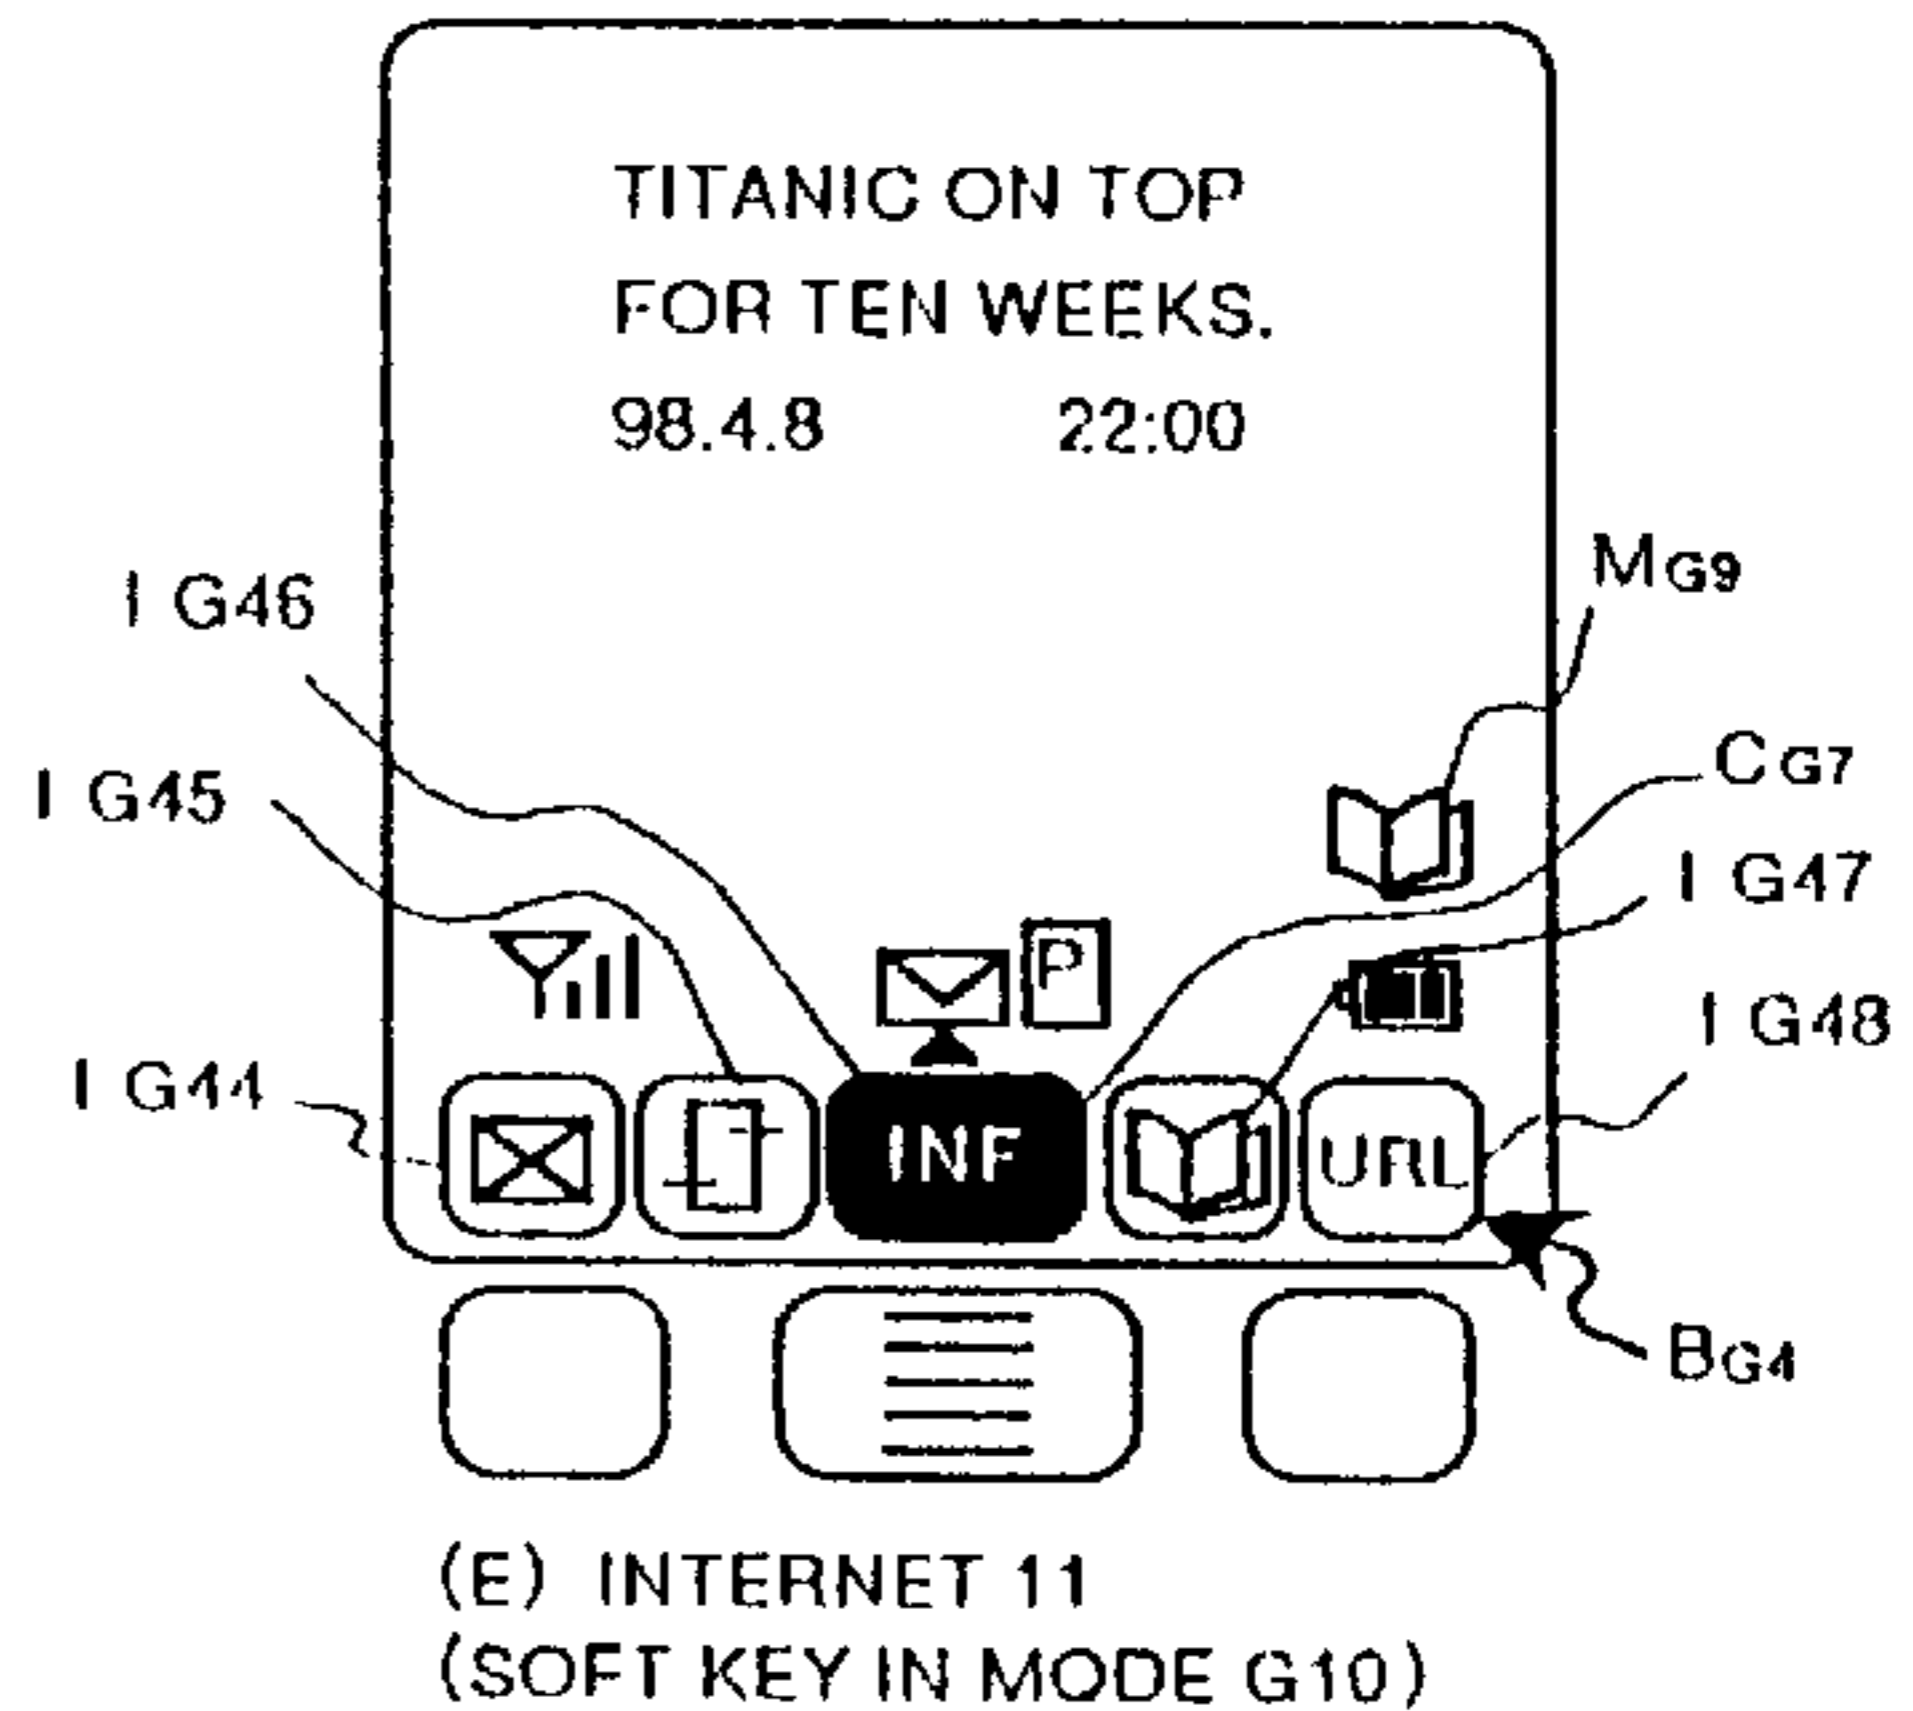 TITANIC ON TOP
FOR TEN WEEKS.
98.4.8 22:00
MG9
I G46
CG7
I G45
I G47
P
I G48
I G44
INF
URL
BG4
(E) INTERNET 11
(SOFT KEY IN MODE G10)